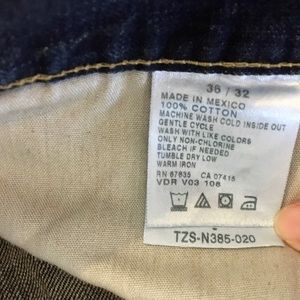 36 / 32
MADE IN MEXICO
100% COTTON
MACHINE WASH COLD INSIDE OUT
GENTLE CYCLE
WASH WITH LIKE COLORS
ONLY NON-CHLORINE
BLEACH IF NEEDED
TUMBLE DRY LOW
WARM IRON
RN 67635 CA 07415
VDR V03 108
TZS-N385-020